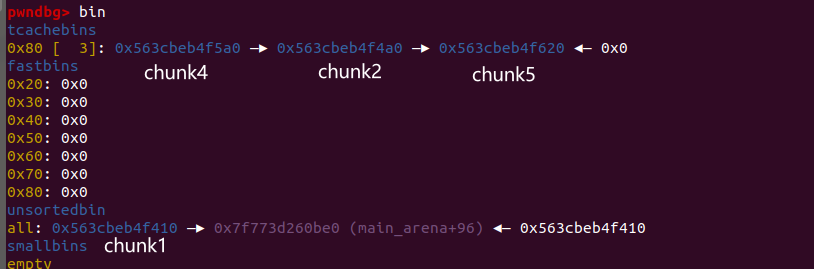 pwndbg> bin
tcachebins
0x80 [  3]: 0x563cbeb4f5a0 —▸ 0x563cbeb4f4a0 —▸ 0x563cbeb4f620 ◂— 0x0
chunk4 chunk2 chunk5
fastbins
0x20: 0x0
0x30: 0x0
0x40: 0x0
0x50: 0x0
0x60: 0x0
0x70: 0x0
0x80: 0x0
unsortedbin
all: 0x563cbeb4f410 —▸ 0x7f773d260be0 (main_arena+96) ◂— 0x563cbeb4f410
smallbins chunk1
empty